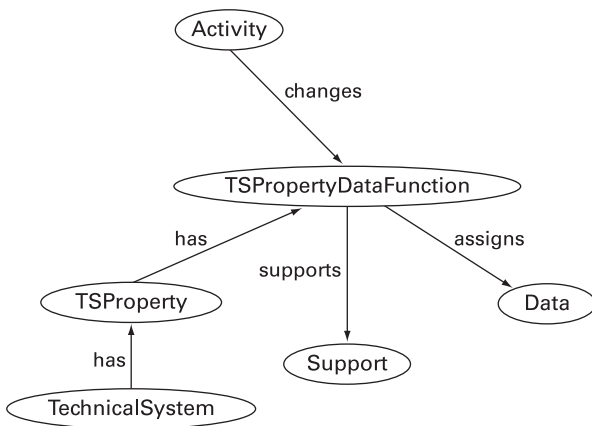 Activity
changes
TSPropertyDataFunction
has
assigns
supports
TSProperty
Data
has
Support
TechnicalSystem